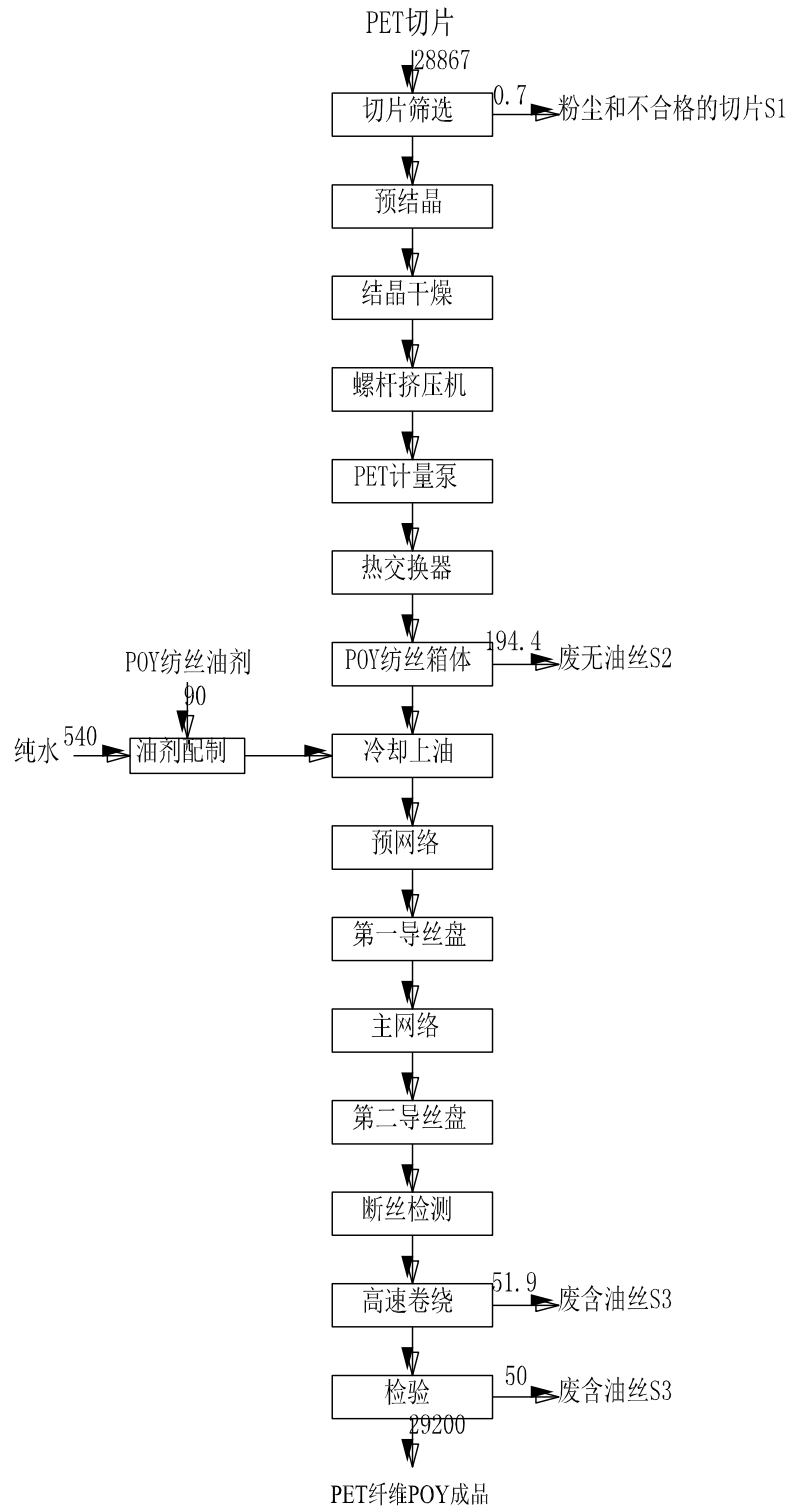 PET切片
28867
切片筛选
0.7
粉尘和不合格的切片S1
预结晶
结晶干燥
螺杆挤压机
PET计量泵
热交换器
POY纺丝箱体
194.4
废无油丝S2
POY纺丝油剂
90
纯水
540
油剂配制
冷却上油
预网络
第一导丝盘
主网络
第二导丝盘
断丝检测
高速卷绕
51.9
废含油丝S3
检验
50
废含油丝S3
29200
PET纤维POY成品